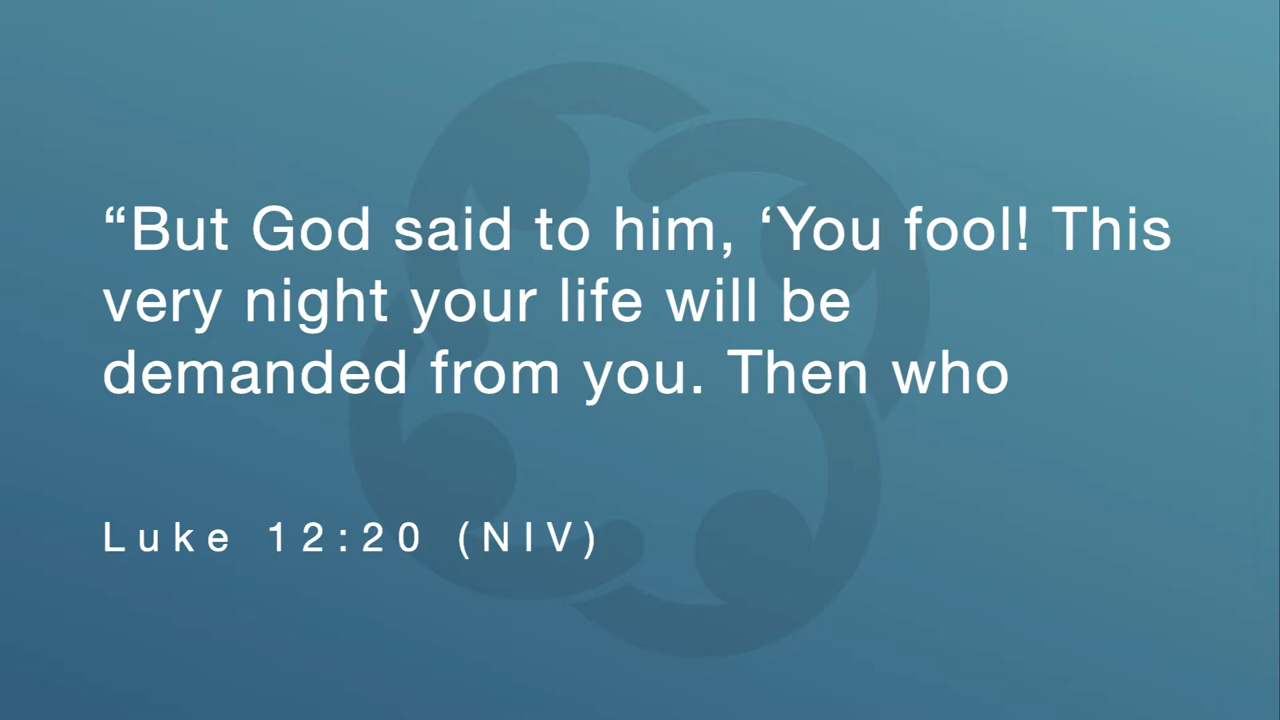 “But God said to him, ‘You fool! This
very night your life will be
demanded from you. Then who
Luke 12:20 (NIV)